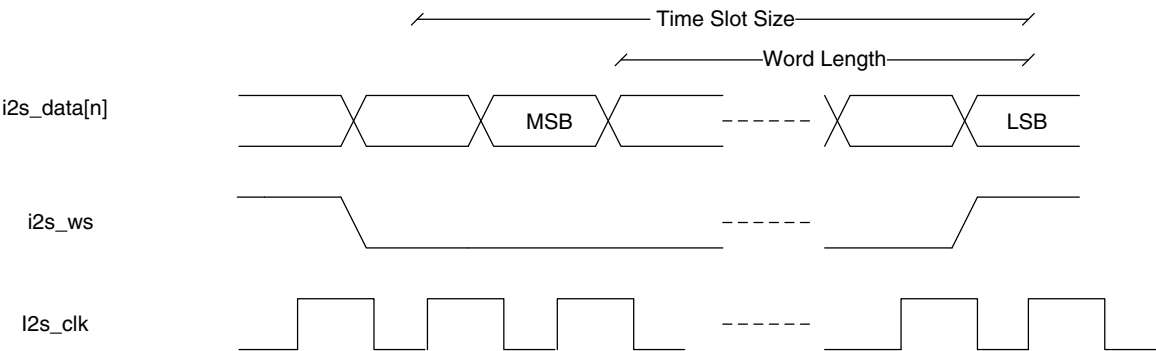 Time Slot Size
Word Length
i2s_data[n]
MSB
LSB
i2s_ws
I2s_clk